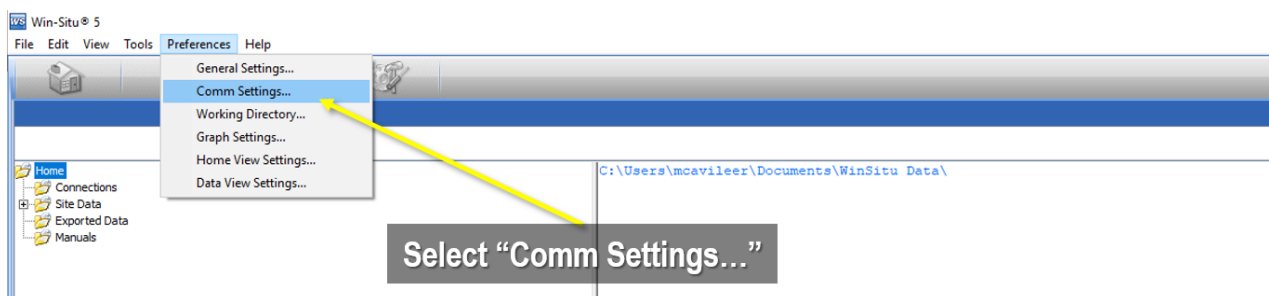 WS Win-Situ® 5
File Edit View Tools Preferences Help
General Settings...
Comm Settings...
Working Directory...
Graph Settings...
Home View Settings...
Data View Settings...
Home
Connections
Site Data
Exported Data
Manuals
C:\Users\mcavileer\Documents\WinSitu Data\
Select “Comm Settings…”